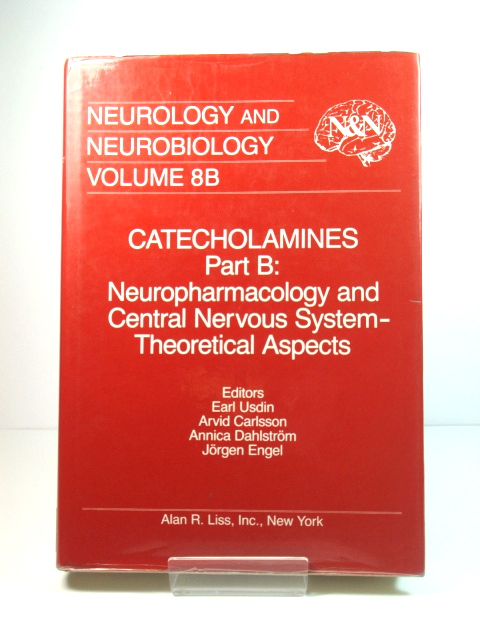 NEUROLOGY AND
NEUROBIOLOGY
VOLUME 8B
N&N
CATECHOLAMINES
Part B:
Neuropharmacology and
Central Nervous System–
Theoretical Aspects
Editors
Earl Usdin
Arvid Carlsson
Annica Dahlström
Jörgen Engel
Alan R. Liss, Inc., New York